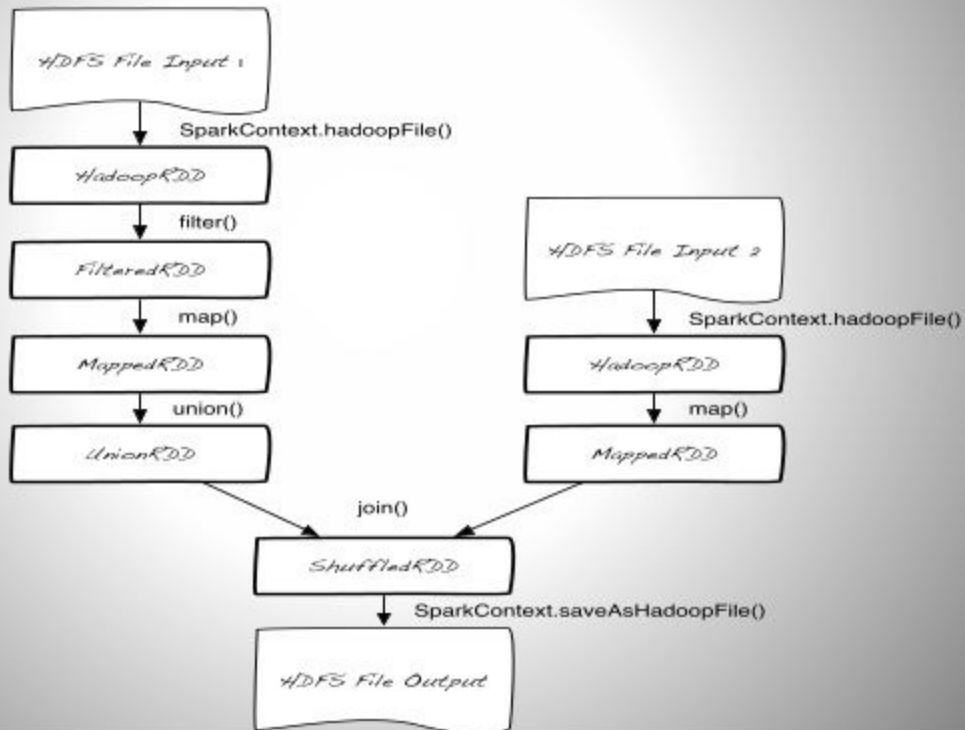 HDFS File Input 1
SparkContext.hadoopFile()
HadoopRDD
filter()
FilteredRDD
map()
MappedRDD
union()
UnionRDD
HDFS File Input 2
SparkContext.hadoopFile()
HadoopRDD
map()
MappedRDD
join()
ShuffledRDD
SparkContext.saveAsHadoopFile()
HDFS File Output